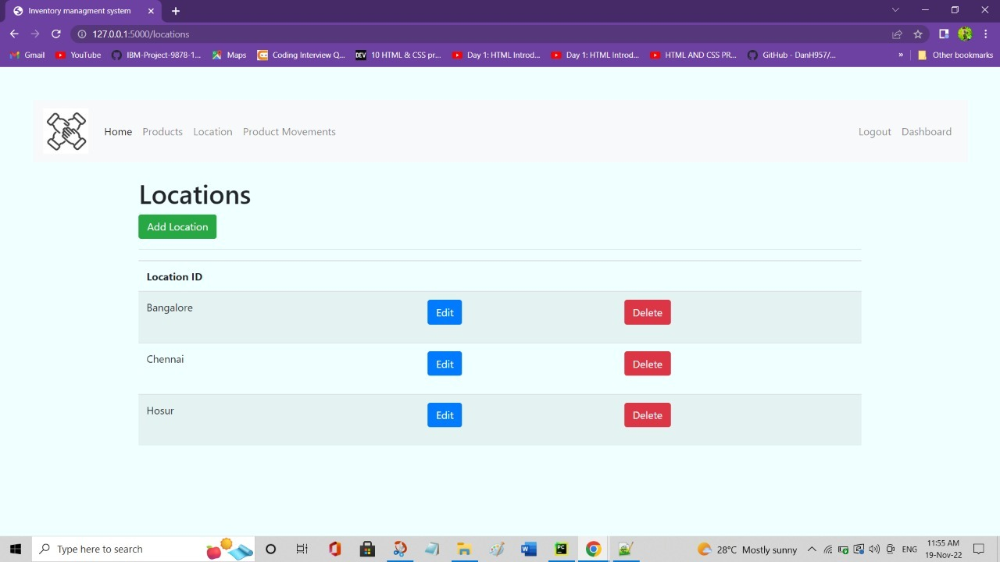 Inventory managment system
127.0.0.1:5000/locations
Gmail YouTube IBM-Project-9878-1... Maps Coding Interview Q... DEV 10 HTML & CSS pr... Day 1: HTML Introd... Day 1: HTML Introd... HTML AND CSS PR... GitHub - DanH957/... » Other bookmarks
Home Products Location Product Movements Logout Dashboard
Locations
Add Location
Location ID
Bangalore Edit Delete
Chennai Edit Delete
Hosur Edit Delete
Type here to search W PC 28°C Mostly sunny ENG 11:55 AM
19-Nov-22